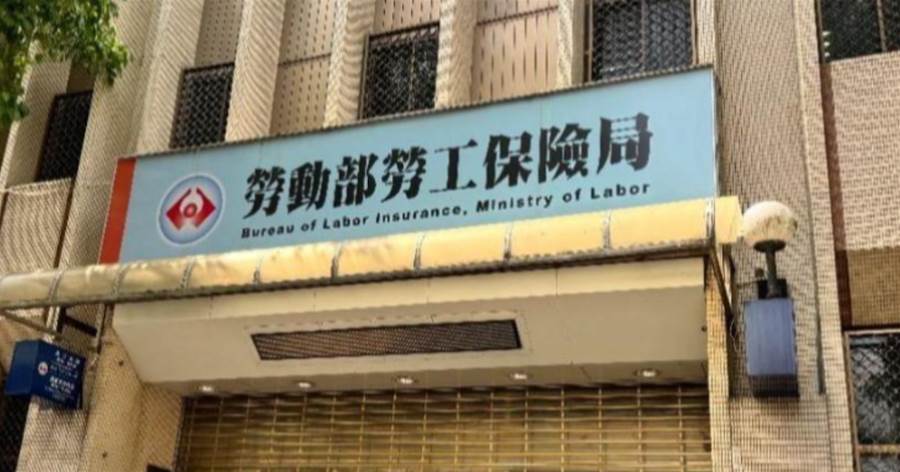 勞動部勞工保險局
Bureau of Labor Insurance, Ministry of Labor